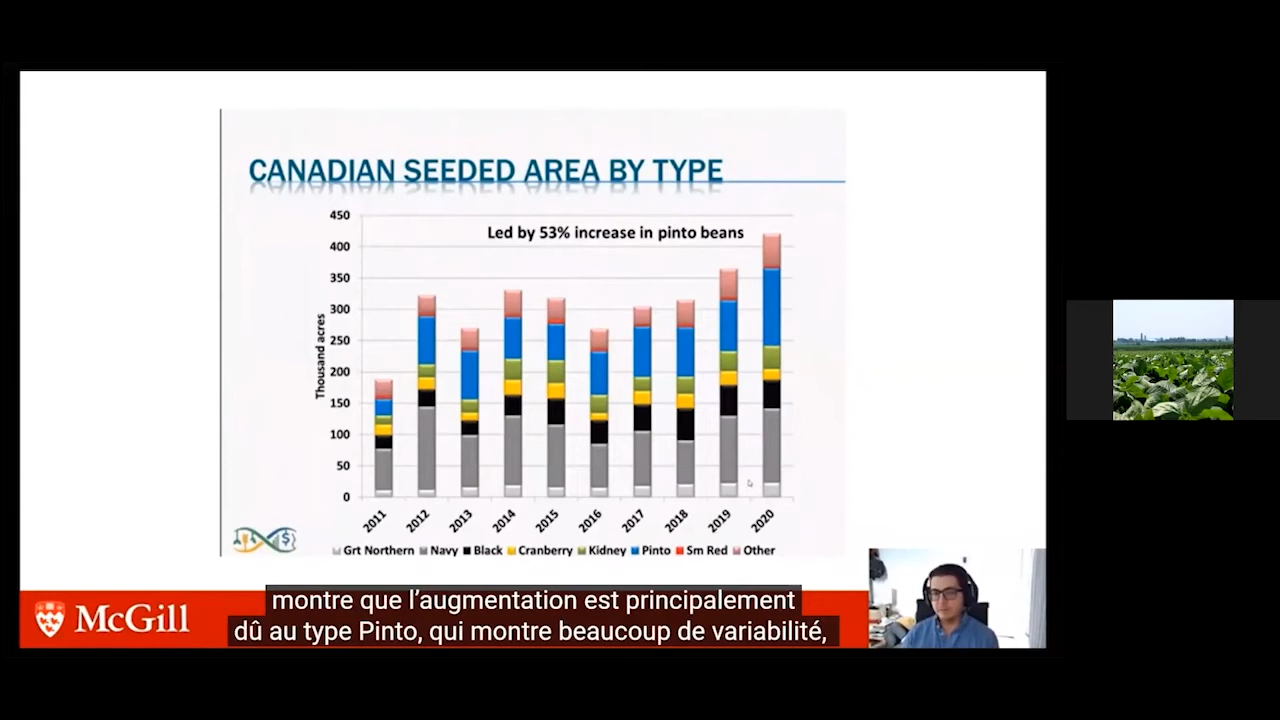 CANADIAN SEEDED AREA BY TYPE
Led by 53% increase in pinto beans
Thousand acres
450
400
350
300
250
200
150
100
50
0
2011
2012
2013
2014
2015
2016
2017
2018
2019
2020
Grt Northern Navy Black Cranberry Kidney Pinto Sm Red Other
McGill
montre que l’augmentation est principalement
dû au type Pinto, qui montre beaucoup de variabilité,